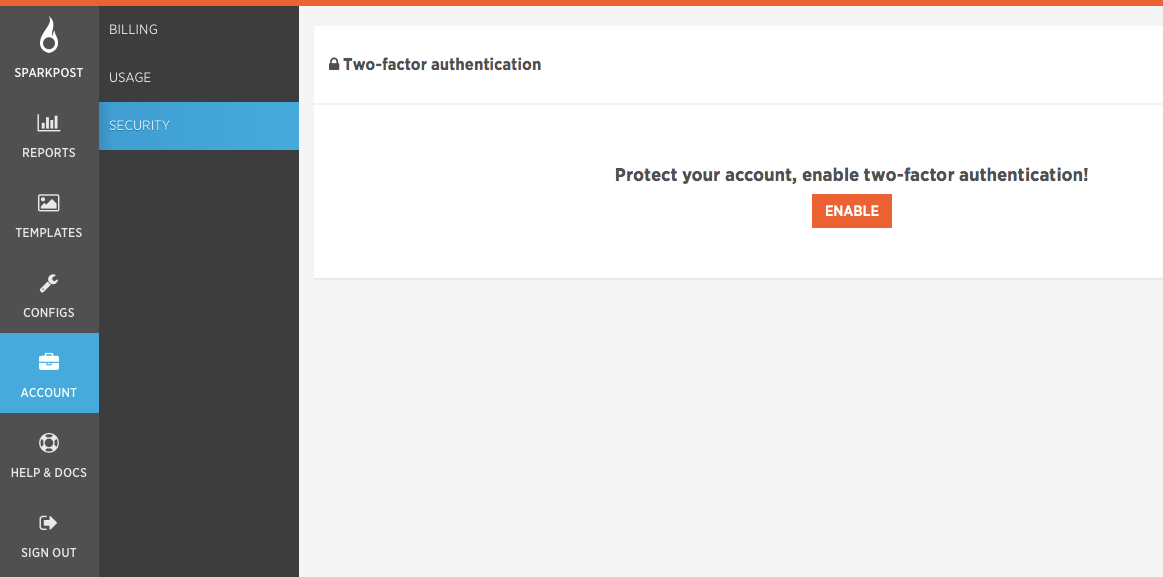 SPARKPOST
REPORTS
TEMPLATES
CONFIGS
ACCOUNT
HELP & DOCS
SIGN OUT
BILLING
USAGE
SECURITY
Two-factor authentication
Protect your account, enable two-factor authentication!
ENABLE